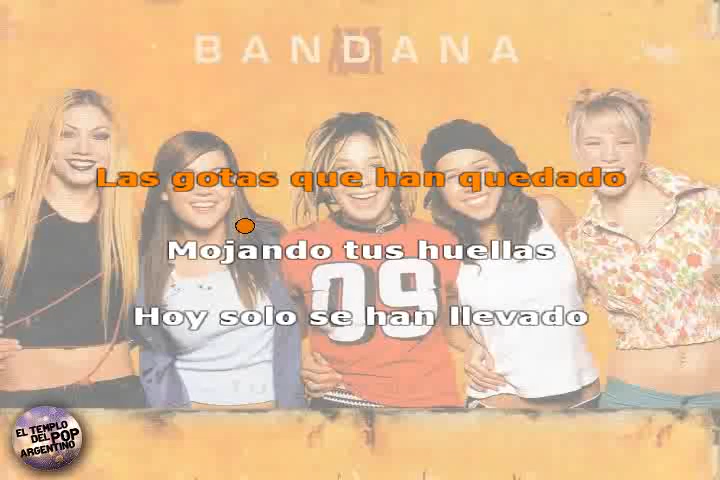 BANDANA
Las gotas que han quedado
Mojando tus huellas
09
Hoy solo se han llevado
EL TEMPLO
DEL POP
ARGENTINO